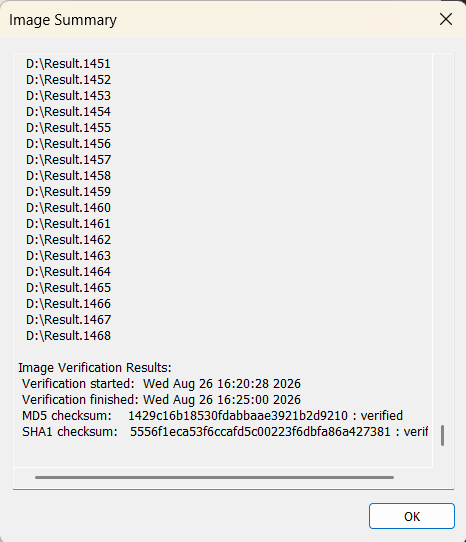 Image Summary
D:\Result.1451
D:\Result.1452
D:\Result.1453
D:\Result.1454
D:\Result.1455
D:\Result.1456
D:\Result.1457
D:\Result.1458
D:\Result.1459
D:\Result.1460
D:\Result.1461
D:\Result.1462
D:\Result.1463
D:\Result.1464
D:\Result.1465
D:\Result.1466
D:\Result.1467
D:\Result.1468
Image Verification Results:
Verification started: Wed Aug 26 16:20:28 2026
Verification finished: Wed Aug 26 16:25:00 2026
MD5 checksum: 1429c16b18530fdabbaae3921b2d9210 : verified
SHA1 checksum: 5556f1eca53f6ccafd5c00223f6dbfa86a427381 : verif
OK